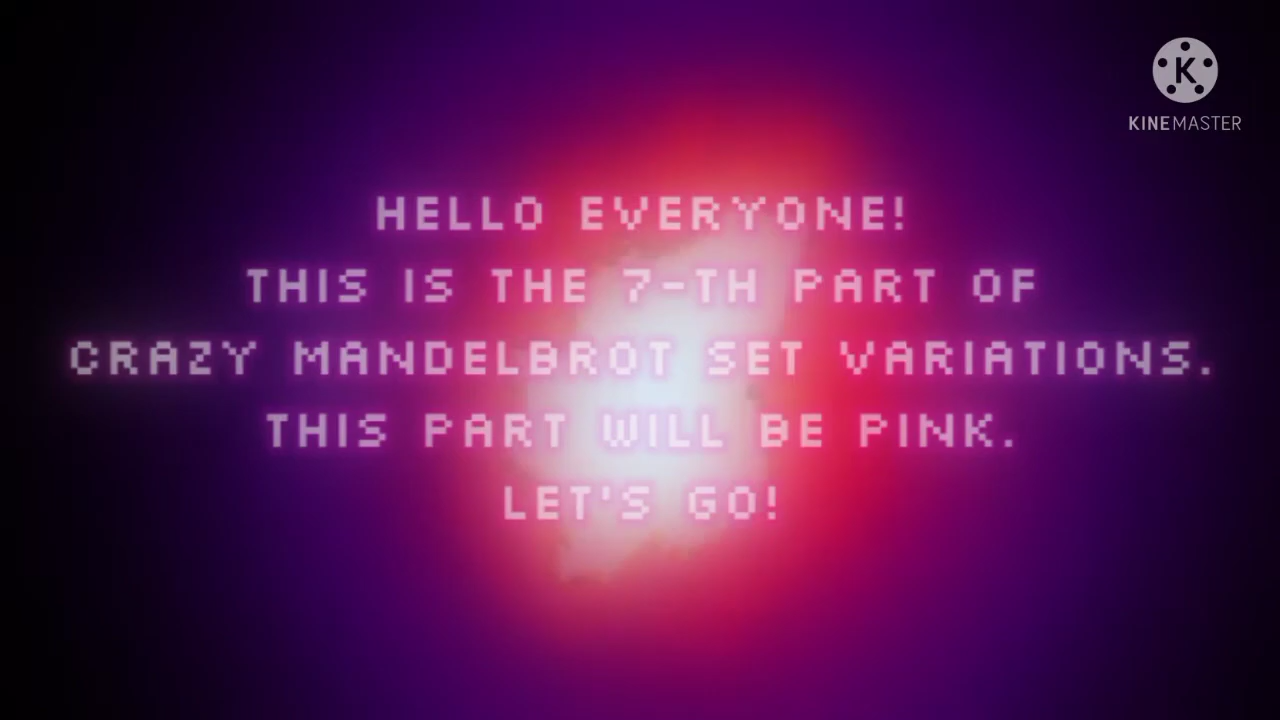 K
KINEMASTER
HELLO EVERYONE!
THIS IS THE 7-TH PART OF
CRAZY MANDELBROT SET VARIATIONS.
THIS PART WILL BE PINK.
LET'S GO!